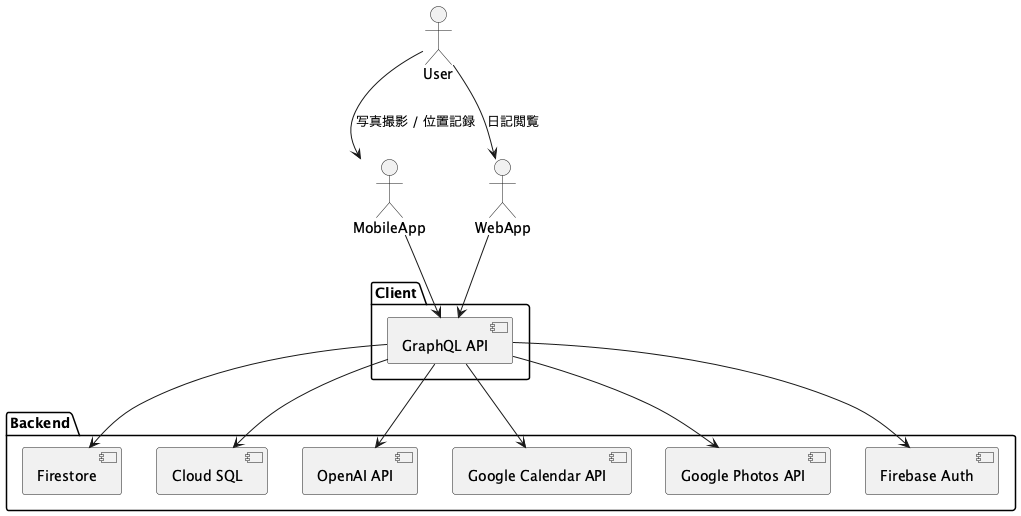 User
写真撮影 / 位置記録
日記閲覧
MobileApp
WebApp
Client
GraphQL API
Backend
Firestore
Cloud SQL
OpenAI API
Google Calendar API
Google Photos API
Firebase Auth